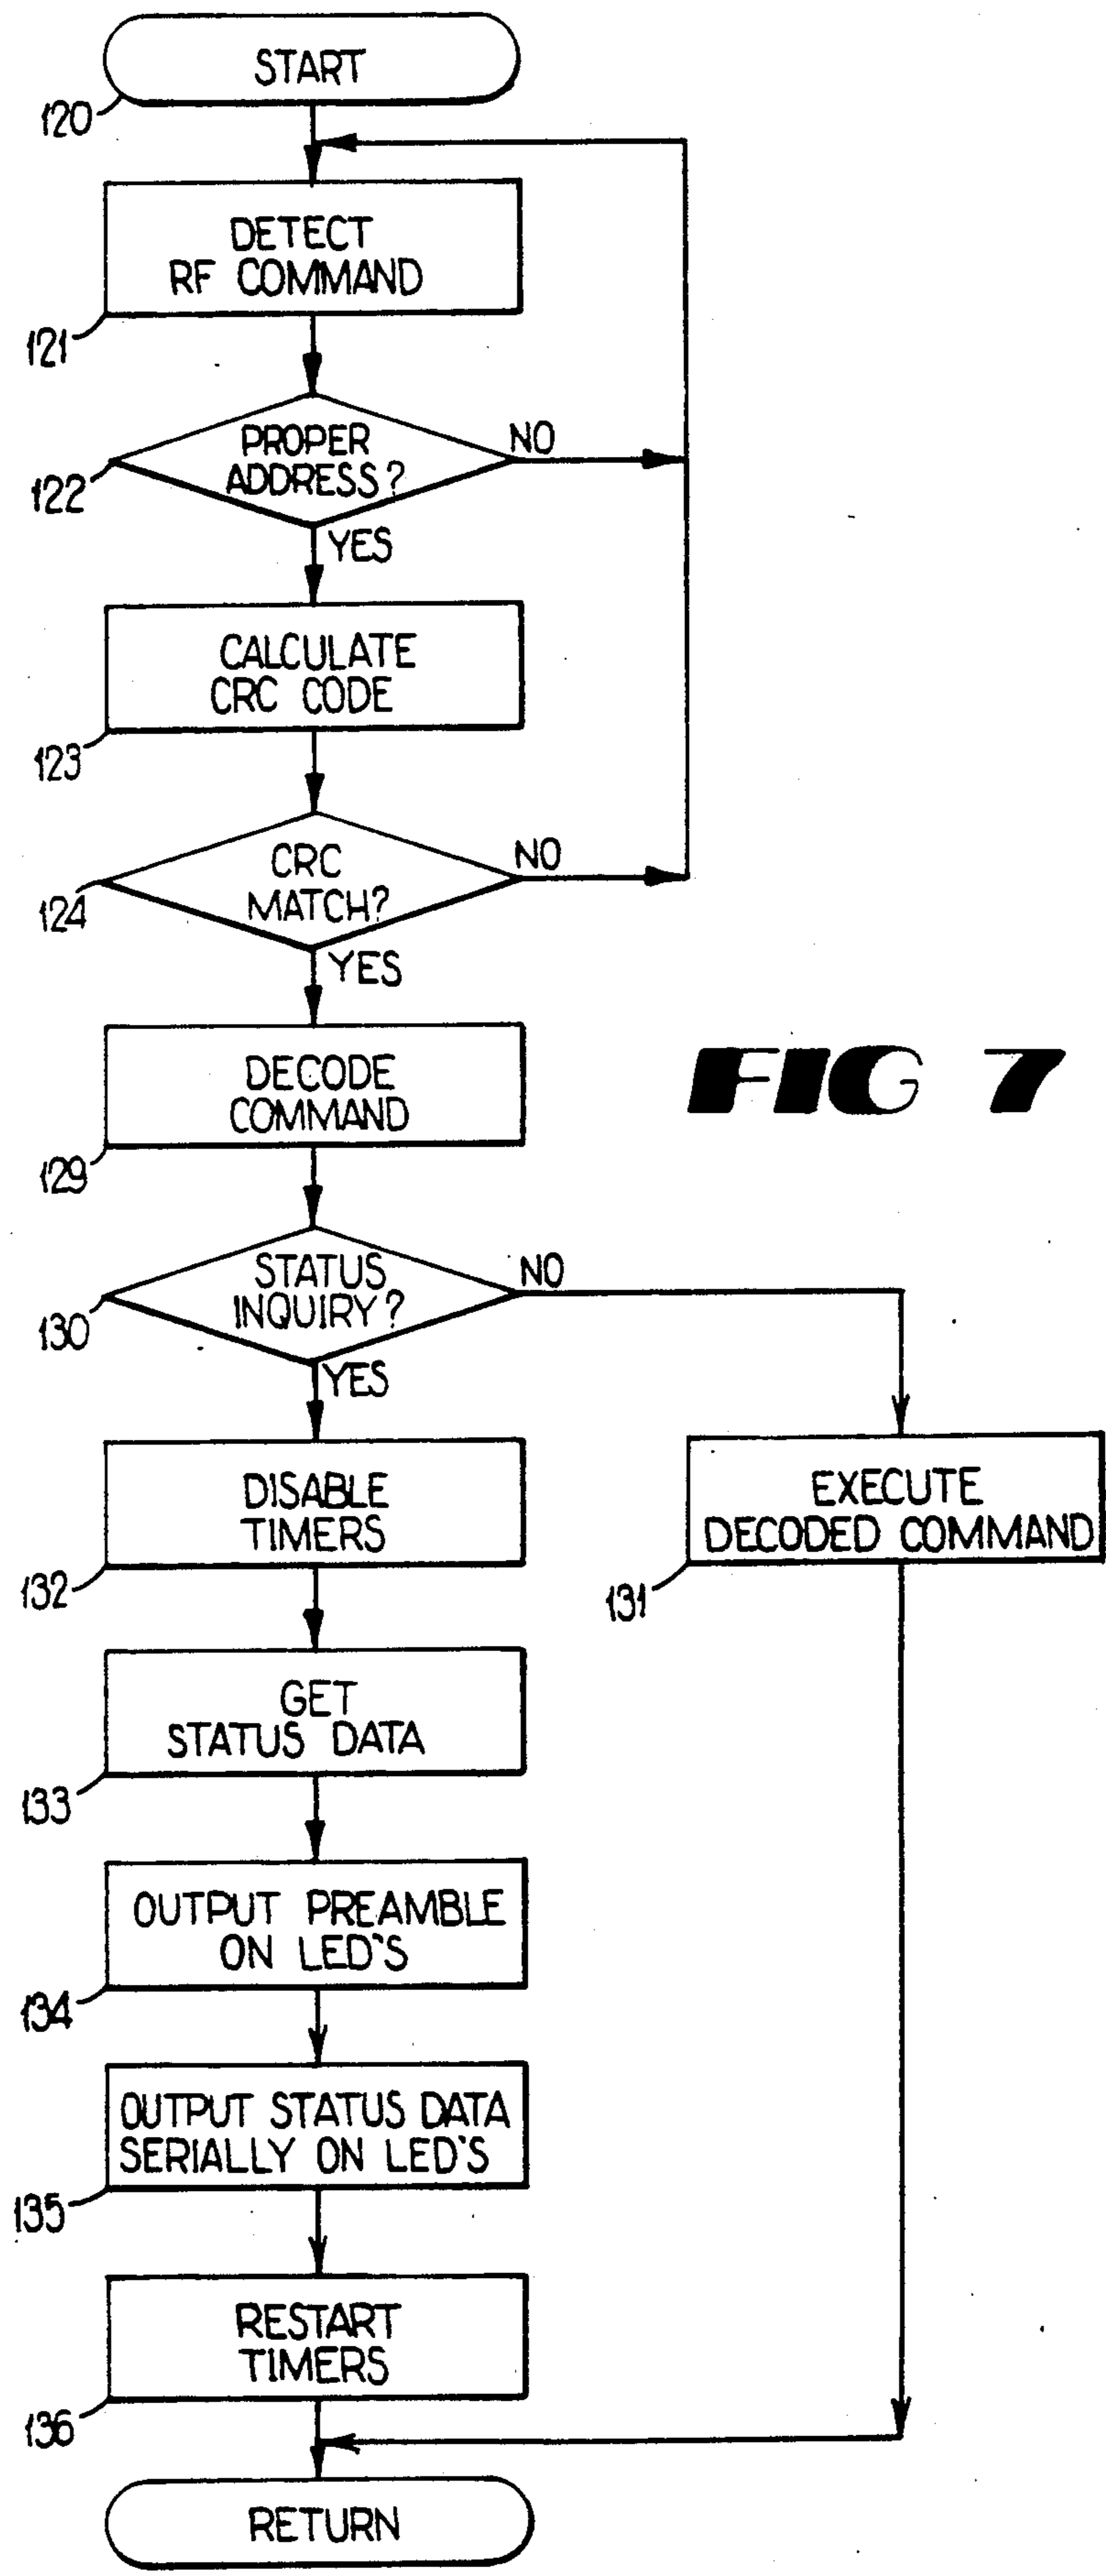 START
120
DETECT
RF COMMAND
121
PROPER
ADDRESS?
NO
122
YES
CALCULATE
CRC CODE
123
CRC
MATCH?
NO
124
YES
DECODE
COMMAND
129
FIG 7
STATUS
INQUIRY?
NO
130
YES
DISABLE
TIMERS
132
EXECUTE
DECODED COMMAND
131
GET
STATUS DATA
133
OUTPUT PREAMBLE
ON LED'S
134
OUTPUT STATUS DATA
SERIALLY ON LED'S
135
RESTART
TIMERS
136
RETURN